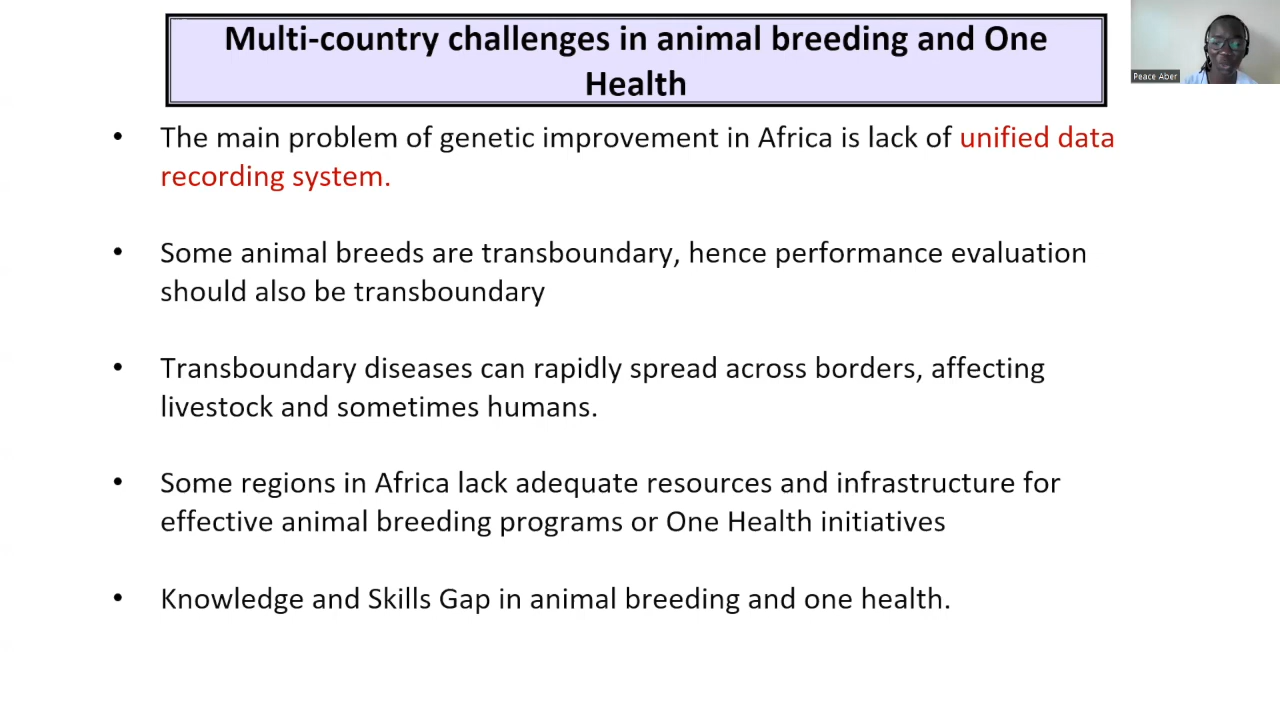 Multi-country challenges in animal breeding and One
Health
Peace Aber
• The main problem of genetic improvement in Africa is lack of unified data
recording system.
• Some animal breeds are transboundary, hence performance evaluation
should also be transboundary
• Transboundary diseases can rapidly spread across borders, affecting
livestock and sometimes humans.
• Some regions in Africa lack adequate resources and infrastructure for
effective animal breeding programs or One Health initiatives
• Knowledge and Skills Gap in animal breeding and one health.